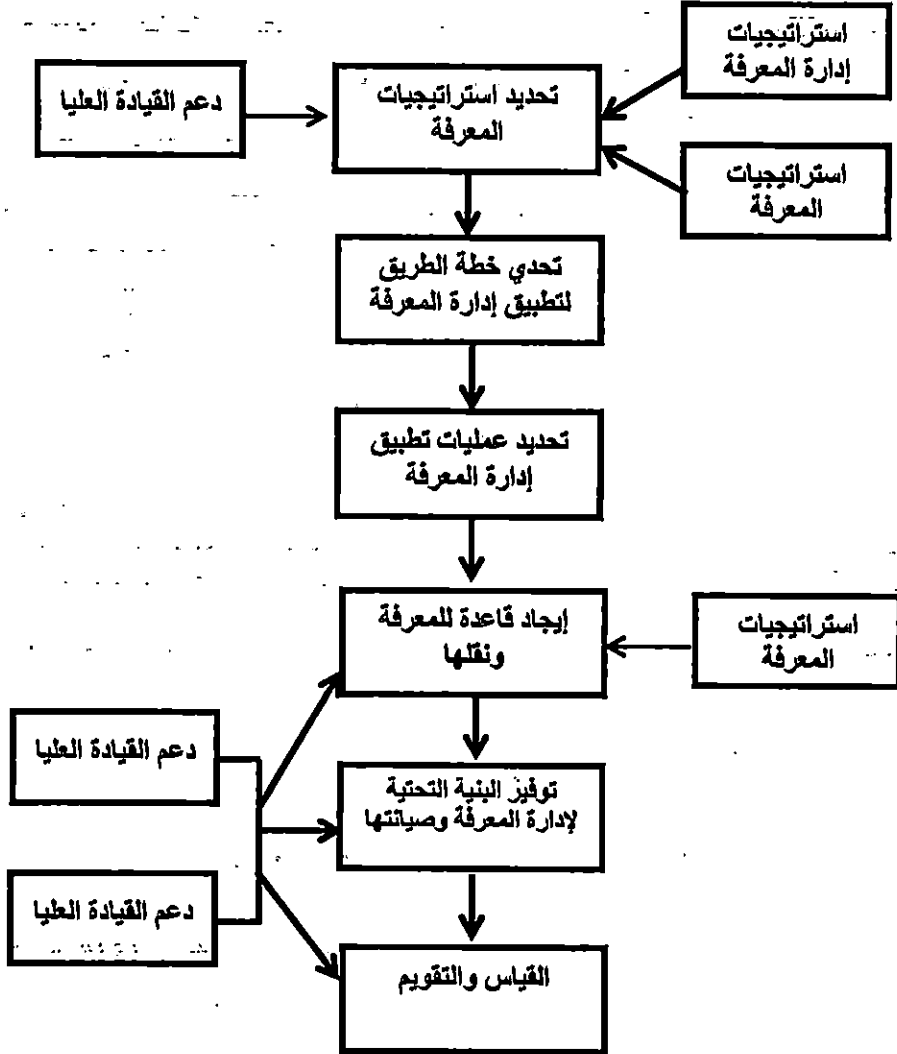 استراتيجيات
إدارة المعرفة
دعم القيادة العليا
تحديد استراتيجيات
المعرفة
استراتيجيات
المعرفة
تحدي خطة الطريق
لتطبيق إدارة المعرفة
تحديد عمليات تطبيق
إدارة المعرفة
إيجاد قاعدة للمعرفة
ونقلها
استراتيجيات
المعرفة
دعم القيادة العليا
توفيز البنية التحتية
لإدارة المعرفة وصيانتها
دعم القيادة العليا
القياس والتقويم